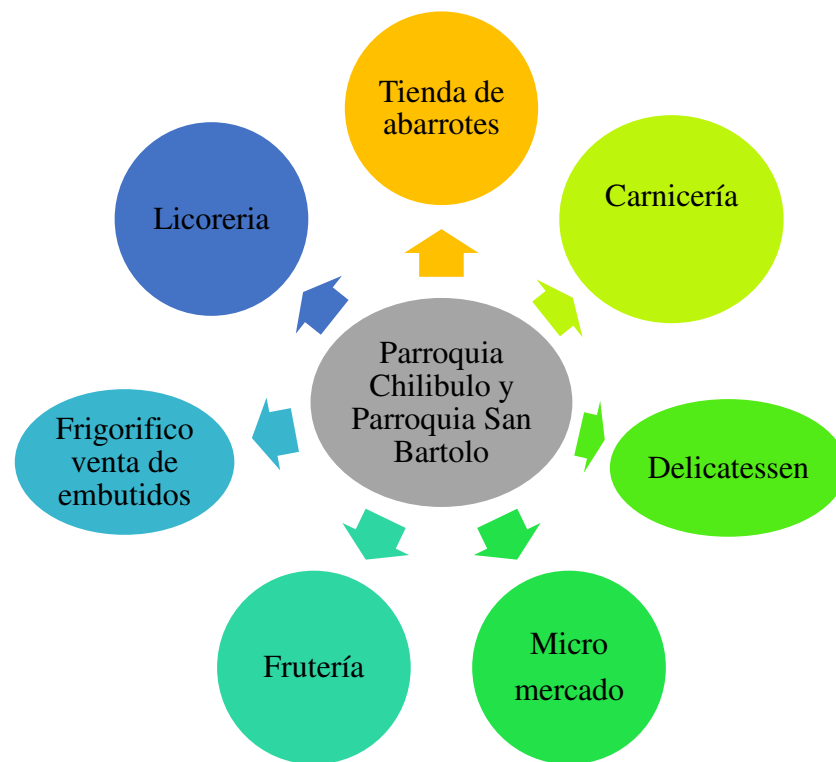 Tienda de
abarrotes
Carnicería
Licoreria
Parroquia
Chilibulo y
Parroquia San
Bartolo
Frigorifico
venta de
embutidos
Delicatessen
Frutería
Micro
mercado